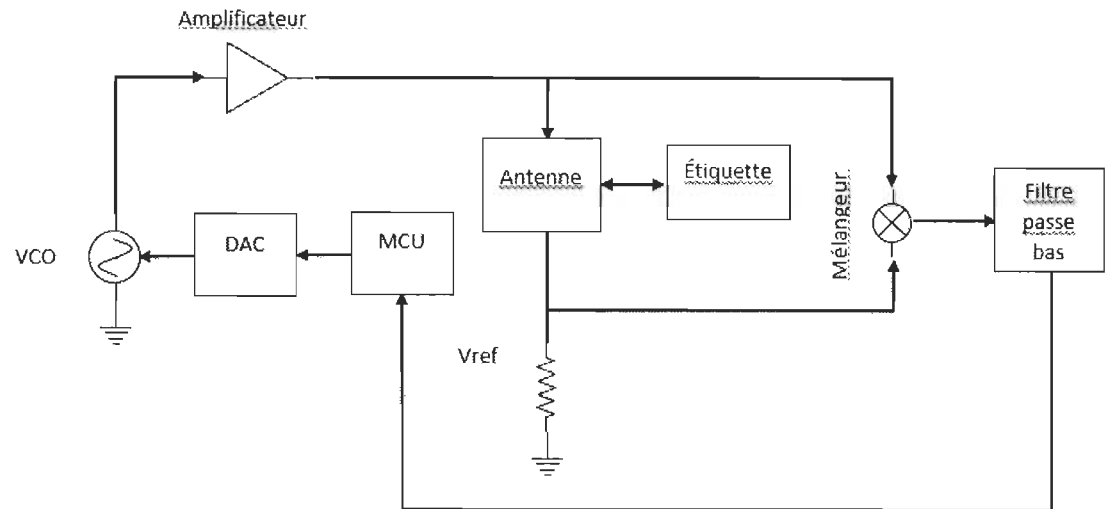 Amplificateur
Antenne
Étiquette
Mélangeur
Filtre
passe
bas
VCO
DAC
MCU
Vref